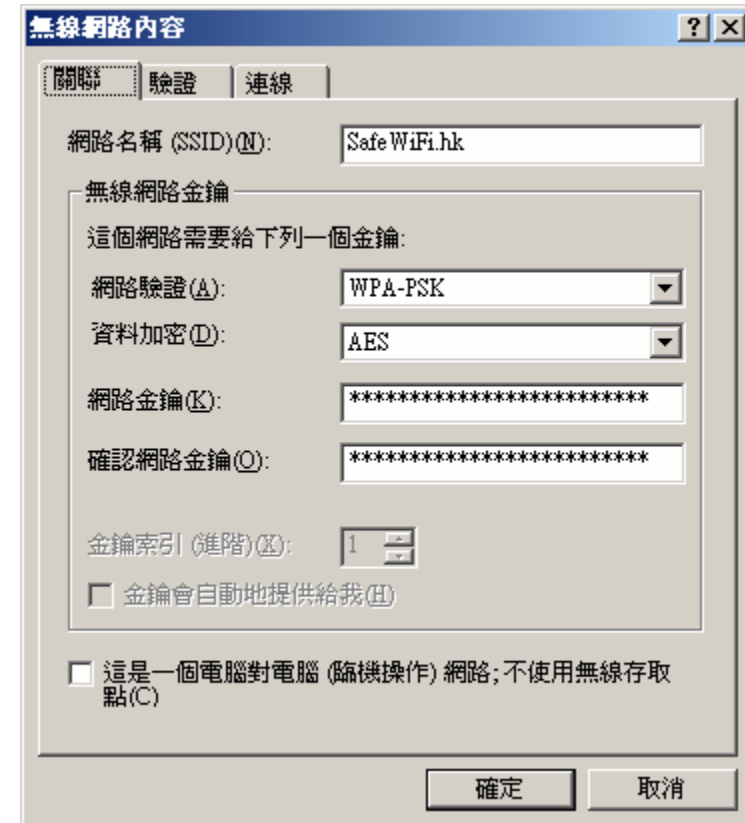 無線網路內容
關聯 驗證 連線
網路名稱 (SSID)(N): SafeWiFi.hk
無線網路金鑰
這個網路需要給下列一個金鑰:
網路驗證(A): WPA-PSK
資料加密(D): AES
網路金鑰(K): *************************
確認網路金鑰(O): *************************
金鑰索引 (進階)(X): 1
金鑰會自動地提供給我(H)
這是一個電腦對電腦 (臨機操作) 網路;不使用無線存取
點(C)
確定 取消